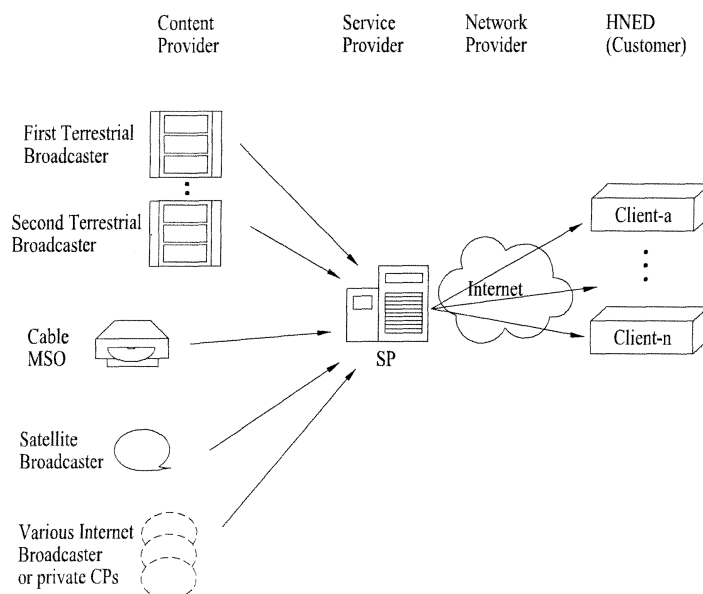 Content
Provider
Service
Provider
Network
Provider
HNED
(Customer)
First Terrestrial
Broadcaster
Second Terrestrial
Broadcaster
Cable
MSO
Satellite
Broadcaster
Various Internet
Broadcaster
or private CPs
SP
Internet
Client-a
Client-n